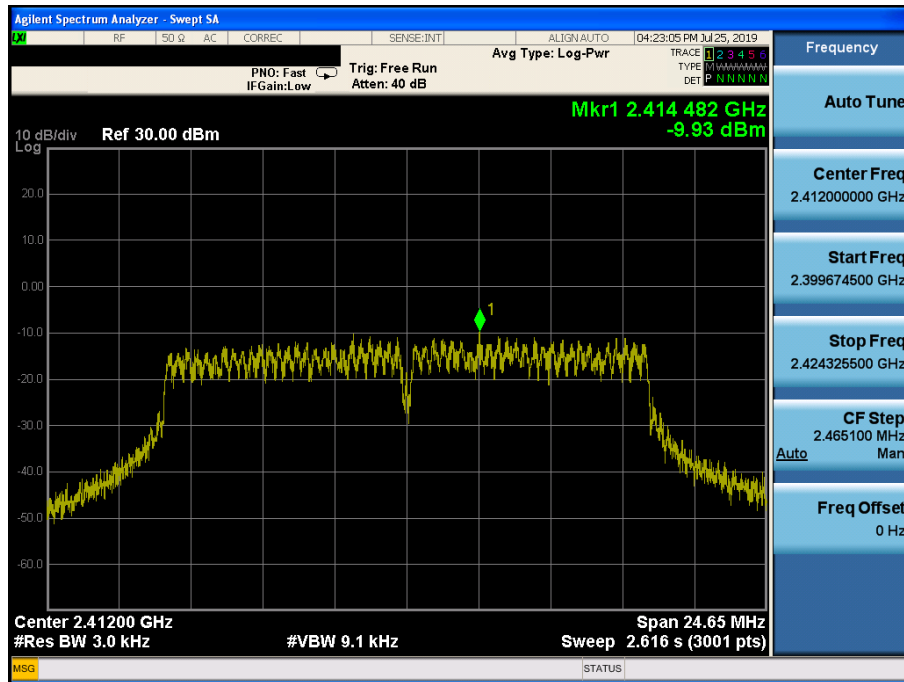 Agilent Spectrum Analyzer - Swept SA
LXI RF 50 Ω AC CORREC SENSE:INT ALIGN AUTO 04:23:05 PM Jul 25, 2019
Avg Type: Log-Pwr
TRACE 1 2 3 4 5 6
PNO: Fast Trig: Free Run
TYPE M WWWWW
IFGain:Low Atten: 40 dB
DET P N N N N N
Mkr1 2.414 482 GHz
-9.93 dBm
10 dB/div Ref 30.00 dBm
Log
20.0
10.0
0.00
-10.0
-20.0
-30.0
-40.0
-50.0
-60.0
1
Center 2.41200 GHz Span 24.65 MHz
#Res BW 3.0 kHz #VBW 9.1 kHz Sweep 2.616 s (3001 pts)
MSG STATUS
Frequency
Auto Tune
Center Freq
2.412000000 GHz
Start Freq
2.399674500 GHz
Stop Freq
2.424325500 GHz
CF Step
2.465100 MHz
Auto Man
Freq Offset
0 Hz